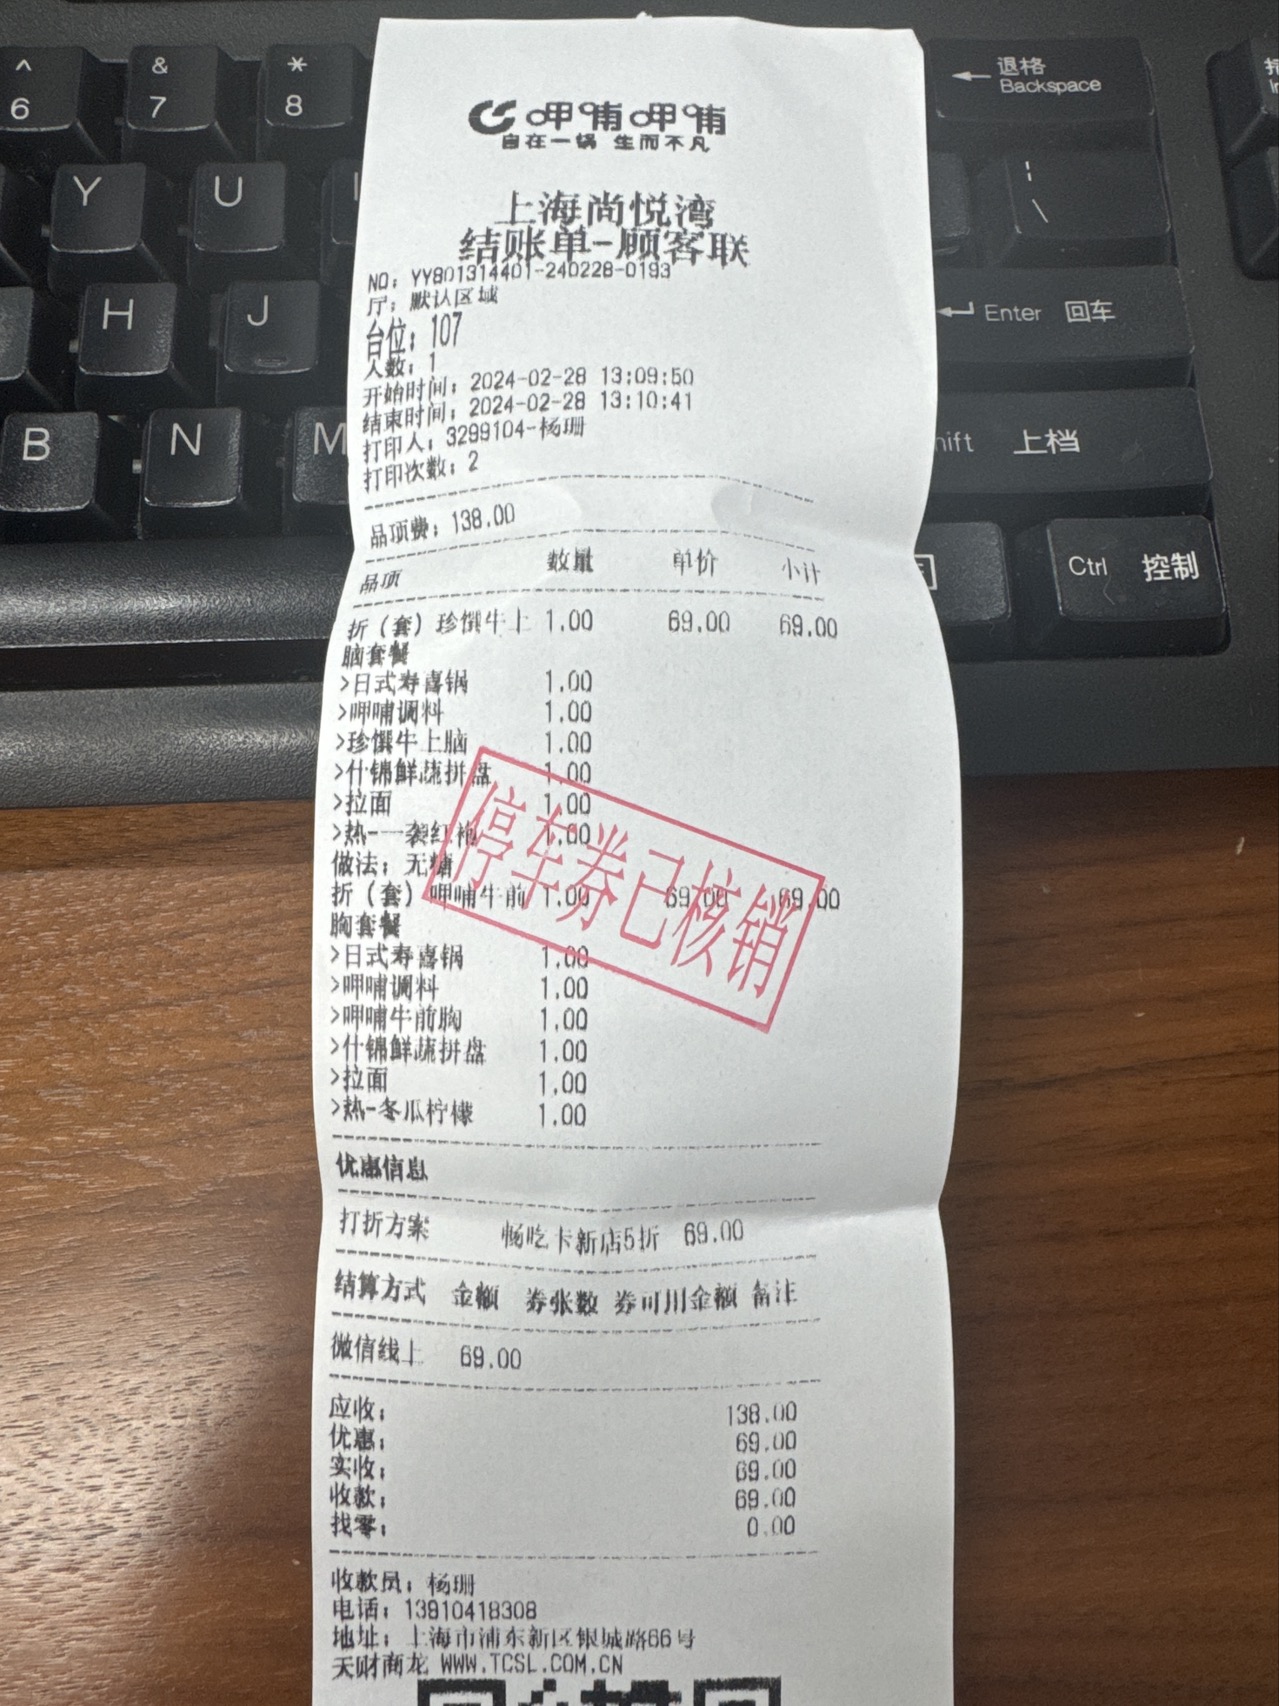 ^
6
&
7
*
8
退格
Backspace
Y
U
¦
\
H
J
Enter 回车
B
N
M
hift 上档
Ctrl 控制
呷哺呷哺
自在一锅 生而不凡
上海尚悦湾
结账单-顾客联
NO: YY801314401-240228-0193
厅: 默认区域
台位: 107
人数: 1
开始时间: 2024-02-28 13:09:50
结束时间: 2024-02-28 13:10:41
打印人: 3299104-杨珊
打印次数: 2
品项费: 138.00
品项 数量 单价 小计
折（套）珍馔牛上 1.00 69.00 69.00
脑套餐
>日式寿喜锅 1.00
>呷哺调料 1.00
>珍馔牛上脑 1.00
>什锦鲜蔬拼盘 1.00
>拉面 1.00
>热-一袭红袍 1.00
做法: 无糖
折（套）呷哺牛前 1.00 69.00 69.00
胸套餐
>日式寿喜锅 1.00
>呷哺调料 1.00
>呷哺牛前胸 1.00
>什锦鲜蔬拼盘 1.00
>拉面 1.00
>热-冬瓜柠檬 1.00
停车券已核销
优惠信息
打折方案 畅吃卡新店5折 69.00
结算方式 金额 券张数 券可用金额 备注
微信线上 69.00
应收: 138.00
优惠: 69.00
实收: 69.00
收款: 69.00
找零: 0.00
收款员: 杨珊
电话: 13910418308
地址: 上海市浦东新区银城路66号
天财商龙 WWW.TCSL.COM.CN